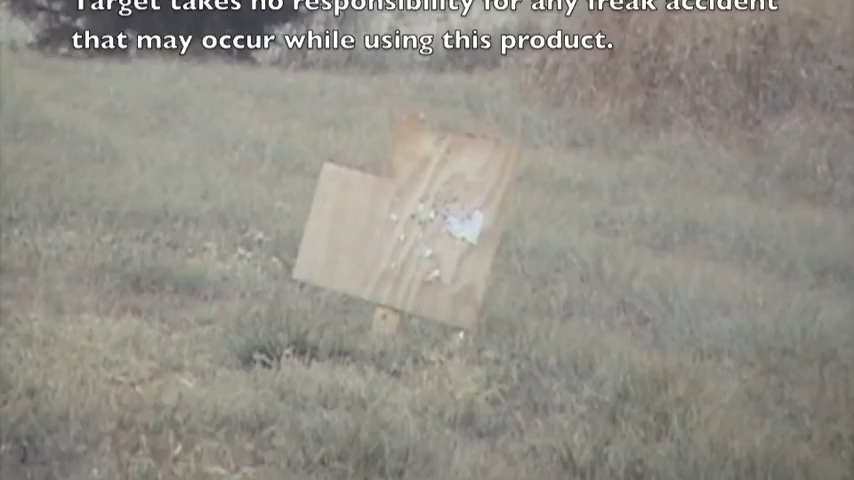 Target takes no responsibility for any freak accident
that may occur while using this product.